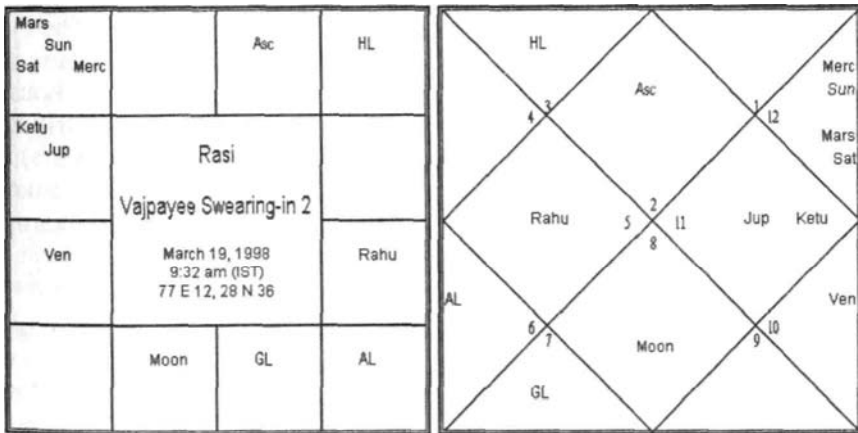 Mars
Sun
Sat Merc
Asc
HL
Ketu
Jup
Rasi
Vajpayee Swearing-in 2
March 19, 1998
9:32 am (IST)
77 E 12, 28 N 36
Ven
Rahu
Moon
GL
AL
HL
Asc
Merc
Sun
Mars
Sat
3
4
1
12
2
5
11
8
Rahu
Jup Ketu
AL
Ven
6
7
10
9
Moon
GL